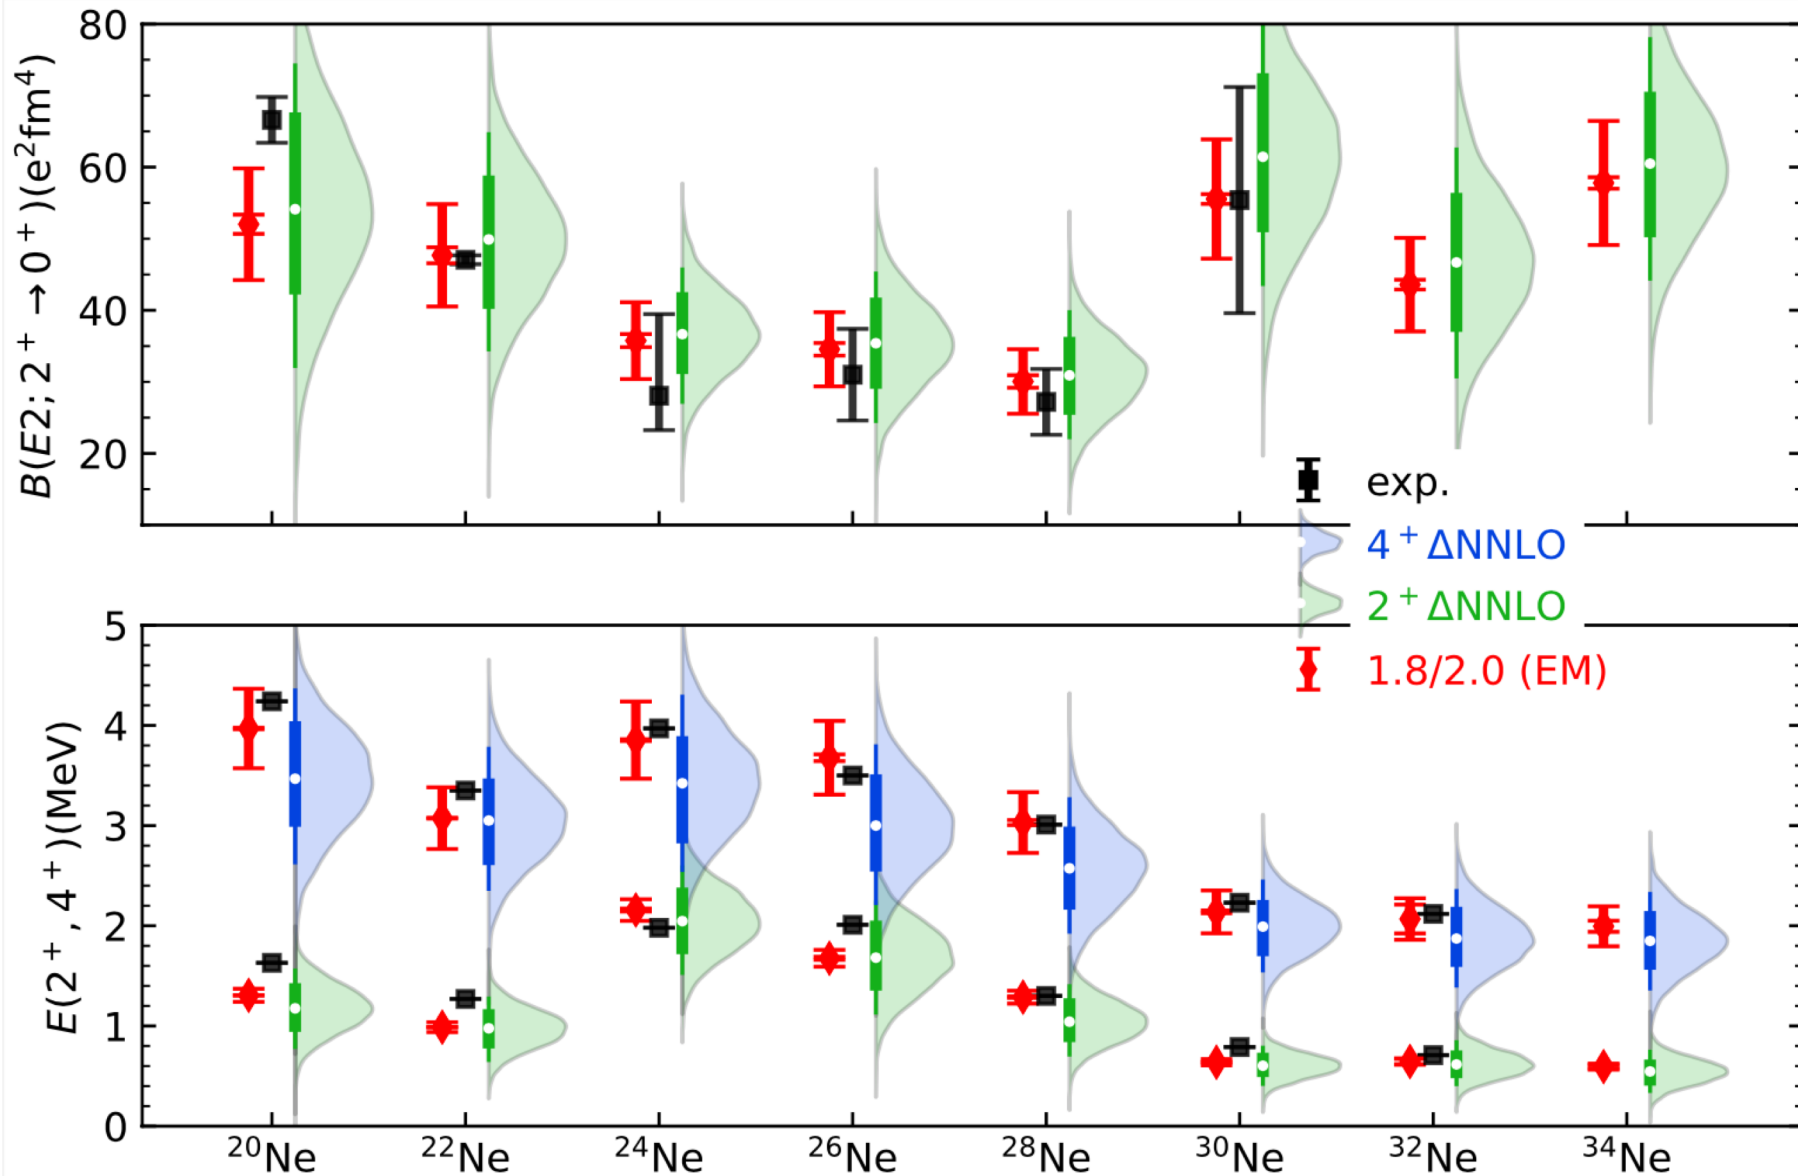 B(E2; 2⁺ → 0⁺)(e²fm⁴)
80
60
40
20
exp.
4⁺ ΔNNLO
2⁺ ΔNNLO
1.8/2.0 (EM)
E(2⁺, 4⁺)(MeV)
5
4
3
2
1
0
²⁰Ne ²²Ne ²⁴Ne ²⁶Ne ²⁸Ne ³⁰Ne ³²Ne ³⁴Ne